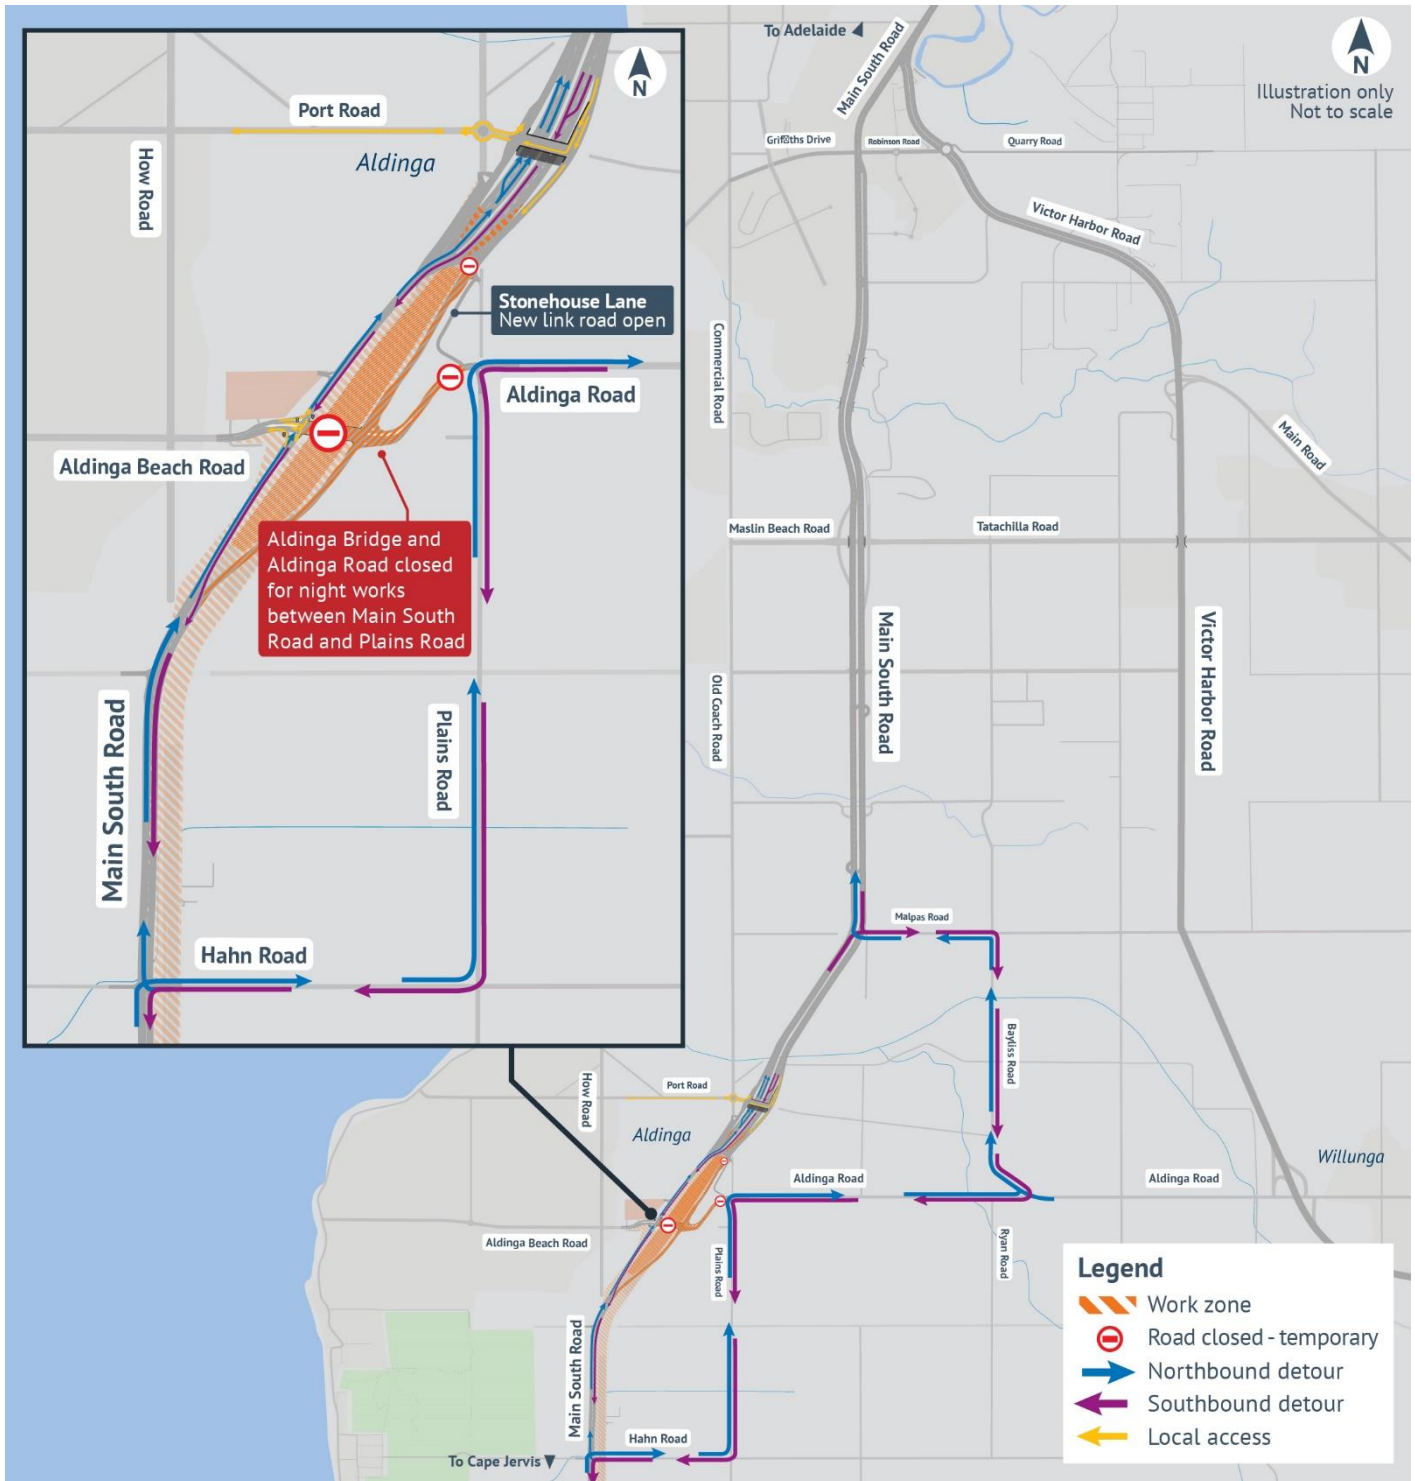 To Adelaide
N
Illustration only
Not to scale
Main South Road
Griffiths Drive
Robinson Road
Quarry Road
Victor Harbor Road
Commercial Road
Main Road
Maslin Beach Road
Tatachilla Road
Main South Road
Victor Harbor Road
Old Coach Road
Malpas Road
Bayliss Road
Port Road
How Road
Aldinga
Aldinga Road
Aldinga Road
Willunga
Aldinga Beach Road
Plains Road
Ryan Road
Main South Road
Hahn Road
To Cape Jervis
N
Port Road
Aldinga
How Road
Stonehouse Lane
New link road open
Aldinga Road
Aldinga Beach Road
Aldinga Bridge and
Aldinga Road closed
for night works
between Main South
Road and Plains Road
Main South Road
Plains Road
Hahn Road
Legend
Work zone
Road closed - temporary
Northbound detour
Southbound detour
Local access